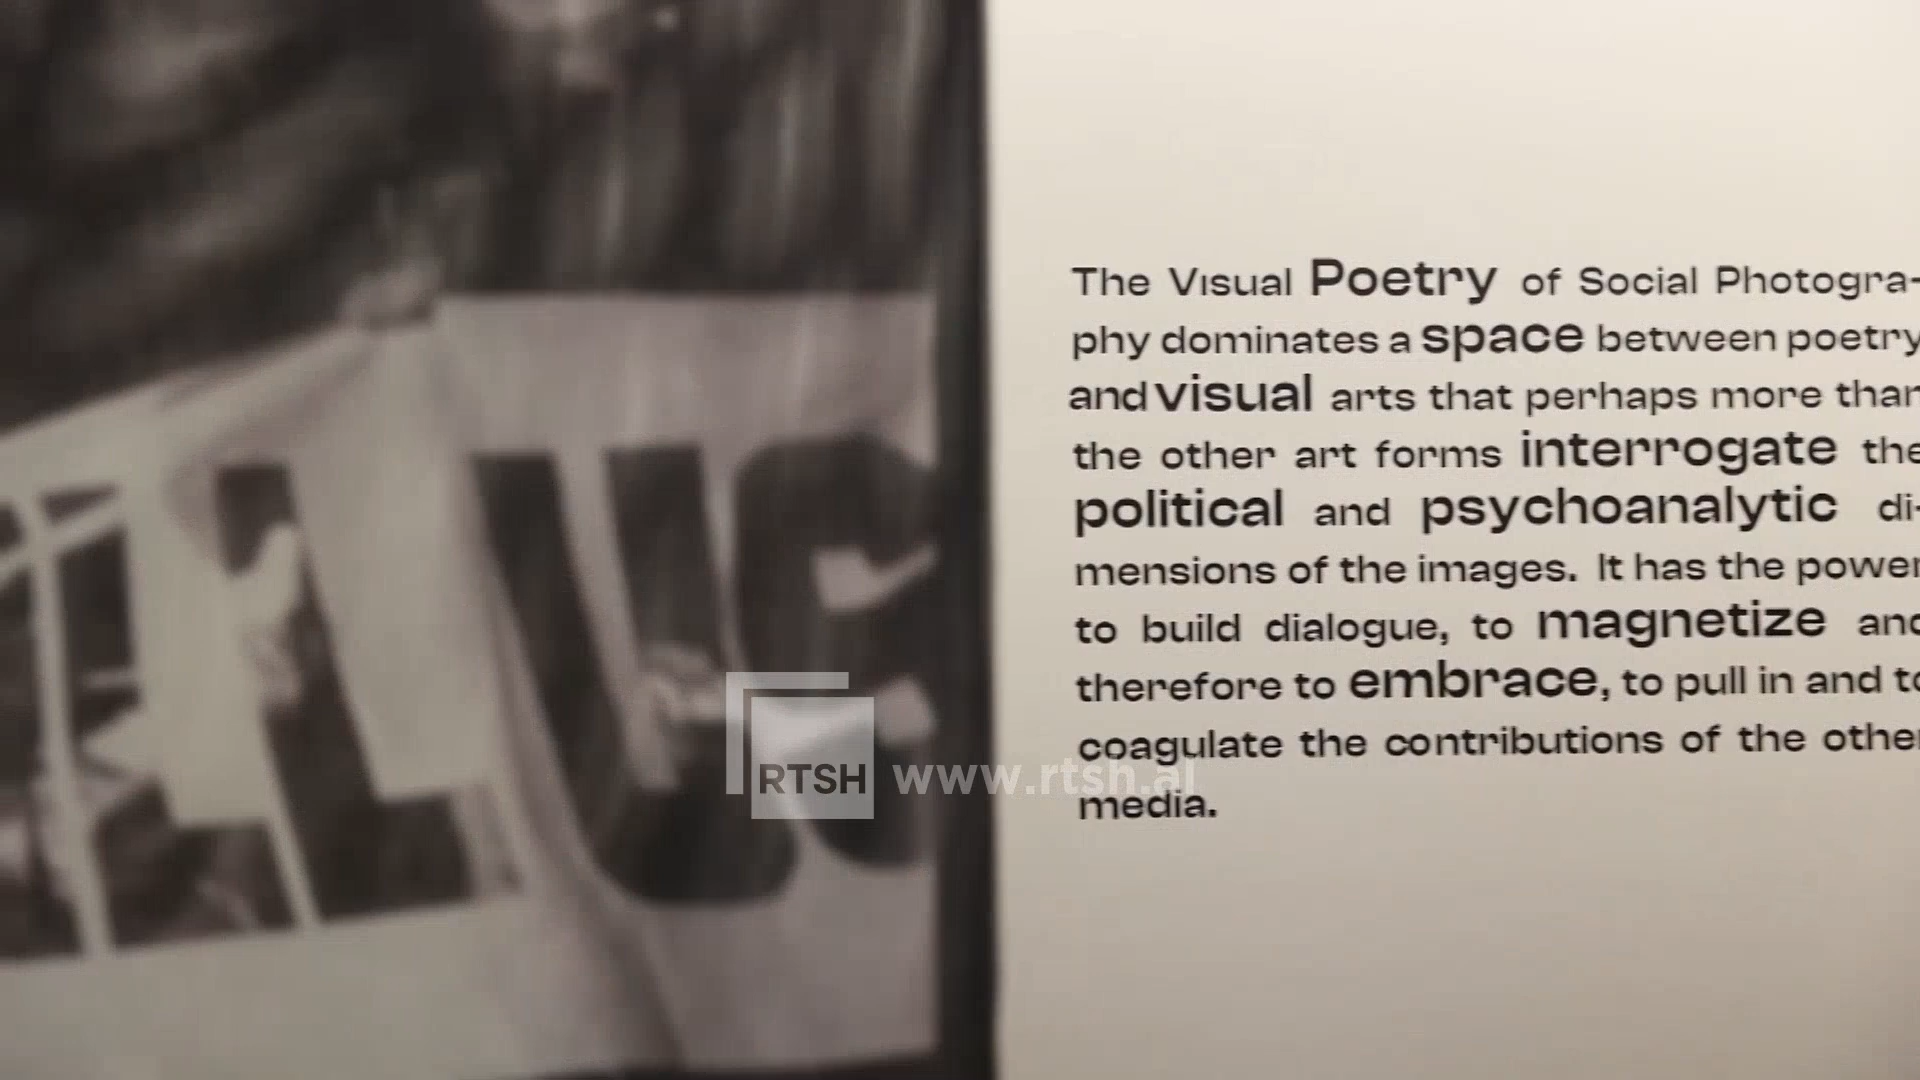 The Visual Poetry of Social Photogra-
phy dominates a space between poetry
and visual arts that perhaps more than
the other art forms interrogate the
political and psychoanalytic di-
mensions of the images. It has the power
to build dialogue, to magnetize and
therefore to embrace, to pull in and to
coagulate the contributions of the other
media.
RTSH www.rtsh.al